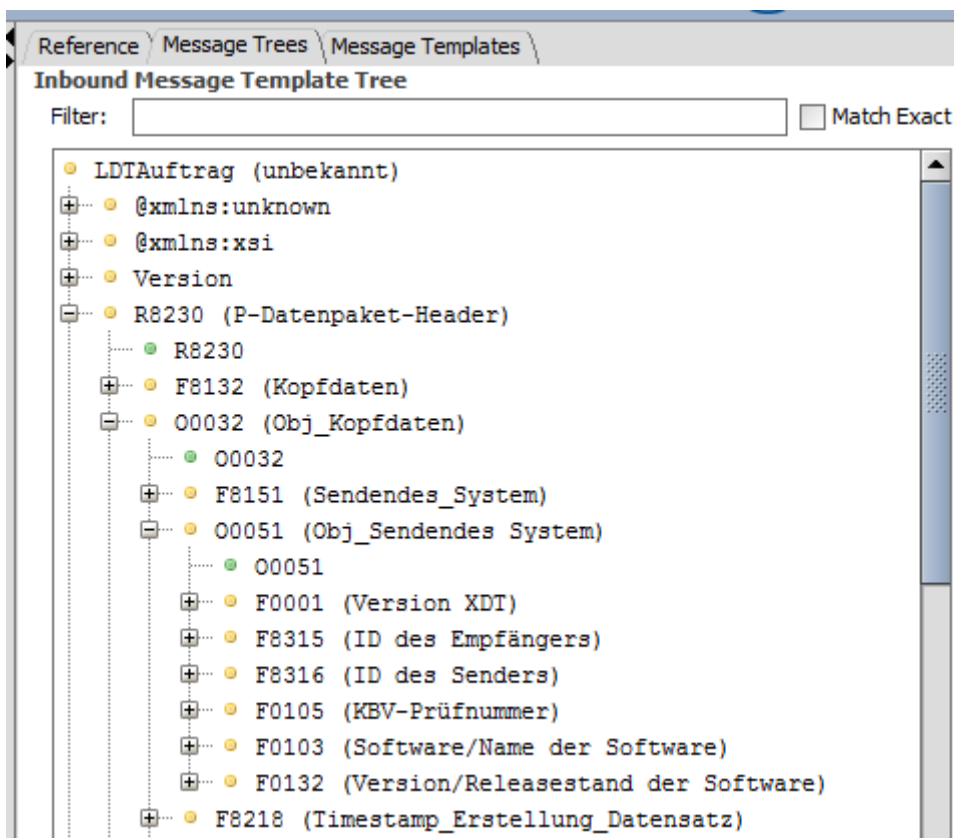 Reference Message Trees Message Templates
Inbound Message Template Tree
Filter: Match Exact
LDTAuftrag (unbekannt)
@xmlns:unknown
@xmlns:xsi
Version
R8230 (P-Datenpaket-Header)
R8230
F8132 (Kopfdaten)
O0032 (Obj_Kopfdaten)
O0032
F8151 (Sendendes_System)
O0051 (Obj_Sendendes System)
O0051
F0001 (Version XDT)
F8315 (ID des Empfängers)
F8316 (ID des Senders)
F0105 (KBV-Prüfnummer)
F0103 (Software/Name der Software)
F0132 (Version/Releasestand der Software)
F8218 (Timestamp_Erstellung_Datensatz)